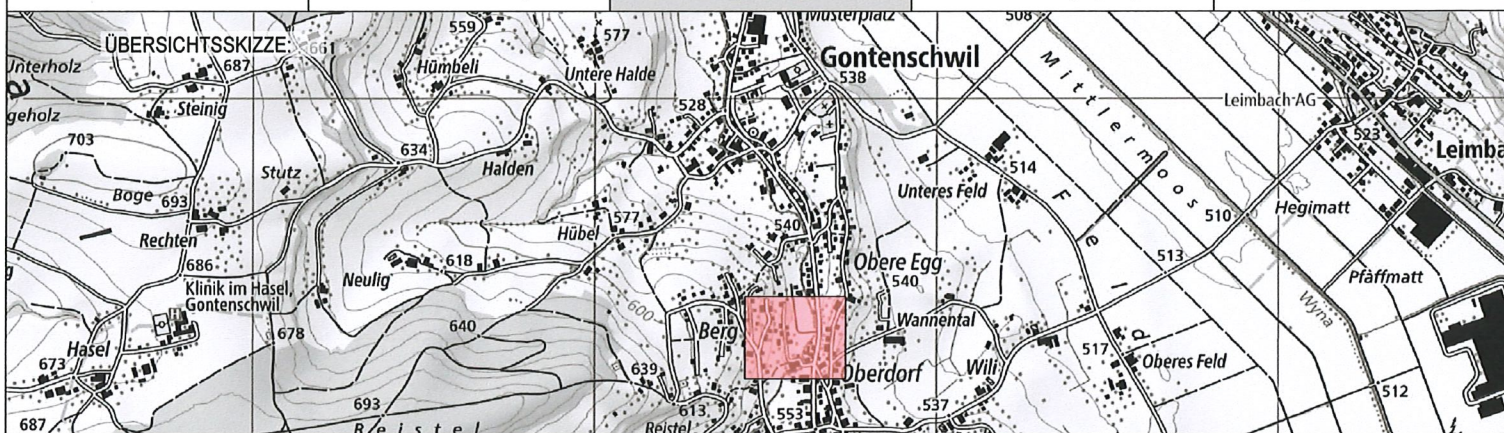 Musterplatz
508
559
577
ÜBERSICHTSSKIZZE:
661
687
Unterholz
Hümbeli
Untere Halde
Gontenschwil
538
Mittlermoos
Leimbach AG
a
geholz
Steinig
528
523
703
634
Halden
Stutz
514
Leimba
Unteres Feld
Boge
693
577
Feld
510
Hegimatt
Rechten
Hübel
540
686
Neulig
618
Obere Egg
540
513
Pfaffmatt
g
Klinik im Hasel,
Gontenschwil
600
Wyna
678
640
Berg
Wannental
Hasel
673
639
Oberdorf
Wili
517
Oberes Feld
693
613
553
537
512
687
Reistel
Reistel